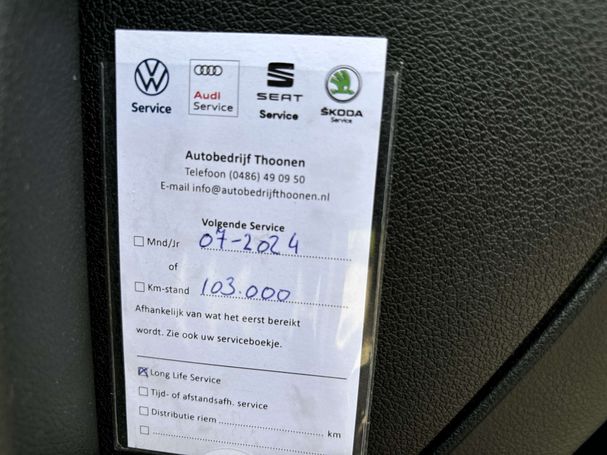 Service
Audi Service
SEAT Service
ŠKODA Service
Autobedrijf Thoonen
Telefoon (0486) 49 09 50
E-mail info@autobedrijfthoonen.nl
Volgende Service
Mnd/Jr 07-2024
of
Km-stand 103.000
Afhankelijk van wat het eerst bereikt
wordt. Zie ook uw serviceboekje.
Long Life Service
Tijd- of afstandsafh. service
Distributie riem ........................ km